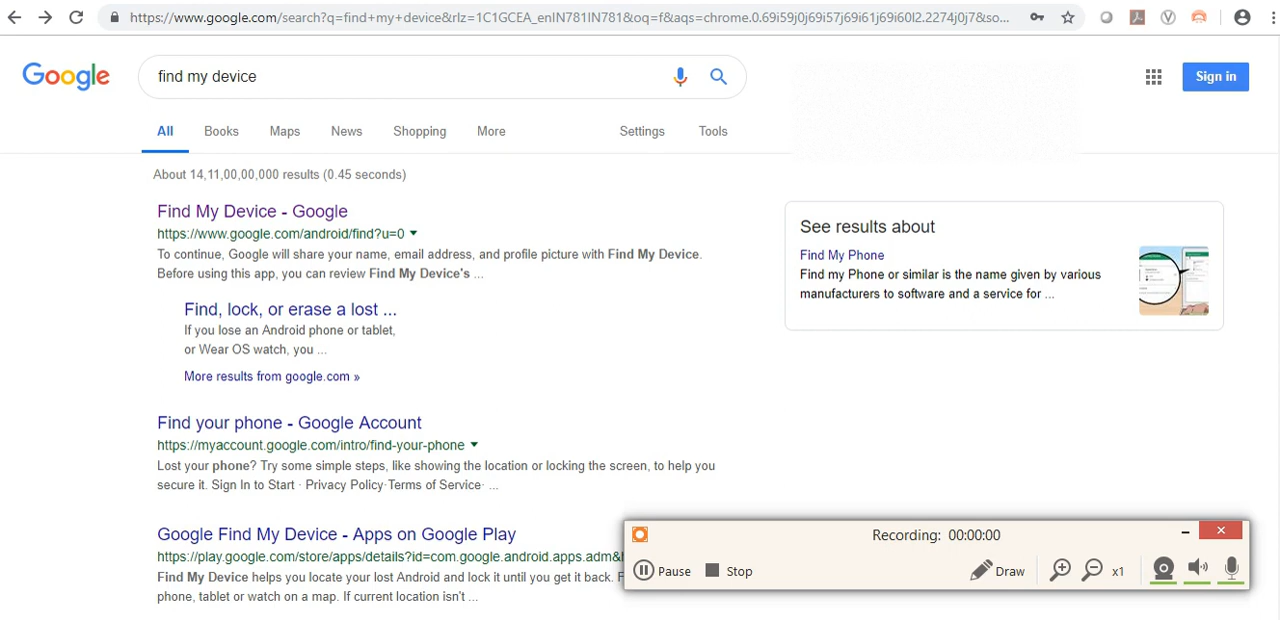 https://www.google.com/search?q=find+my+device&rlz=1C1GCEA_enIN781IN781&oq=f&aqs=chrome.0.69i59j0j69i57j69i61j69i60l2.2274j0j7&so...
Google
find my device
Sign in
All Books Maps News Shopping More Settings Tools
About 14,11,00,00,000 results (0.45 seconds)
Find My Device - Google
https://www.google.com/android/find?u=0
To continue, Google will share your name, email address, and profile picture with Find My Device.
Before using this app, you can review Find My Device's ...
Find, lock, or erase a lost ...
If you lose an Android phone or tablet,
or Wear OS watch, you ...
More results from google.com »
See results about
Find My Phone
Find my Phone or similar is the name given by various
manufacturers to software and a service for ...
Find your phone - Google Account
https://myaccount.google.com/intro/find-your-phone
Lost your phone? Try some simple steps, like showing the location or locking the screen, to help you
secure it. Sign In to Start · Privacy Policy·Terms of Service· ...
Google Find My Device - Apps on Google Play
https://play.google.com/store/apps/details?id=com.google.android.apps.adm&
Find My Device helps you locate your lost Android and lock it until you get it back.
phone, tablet or watch on a map. If current location isn't ...
Recording: 00:00:00
Pause Stop Draw x1